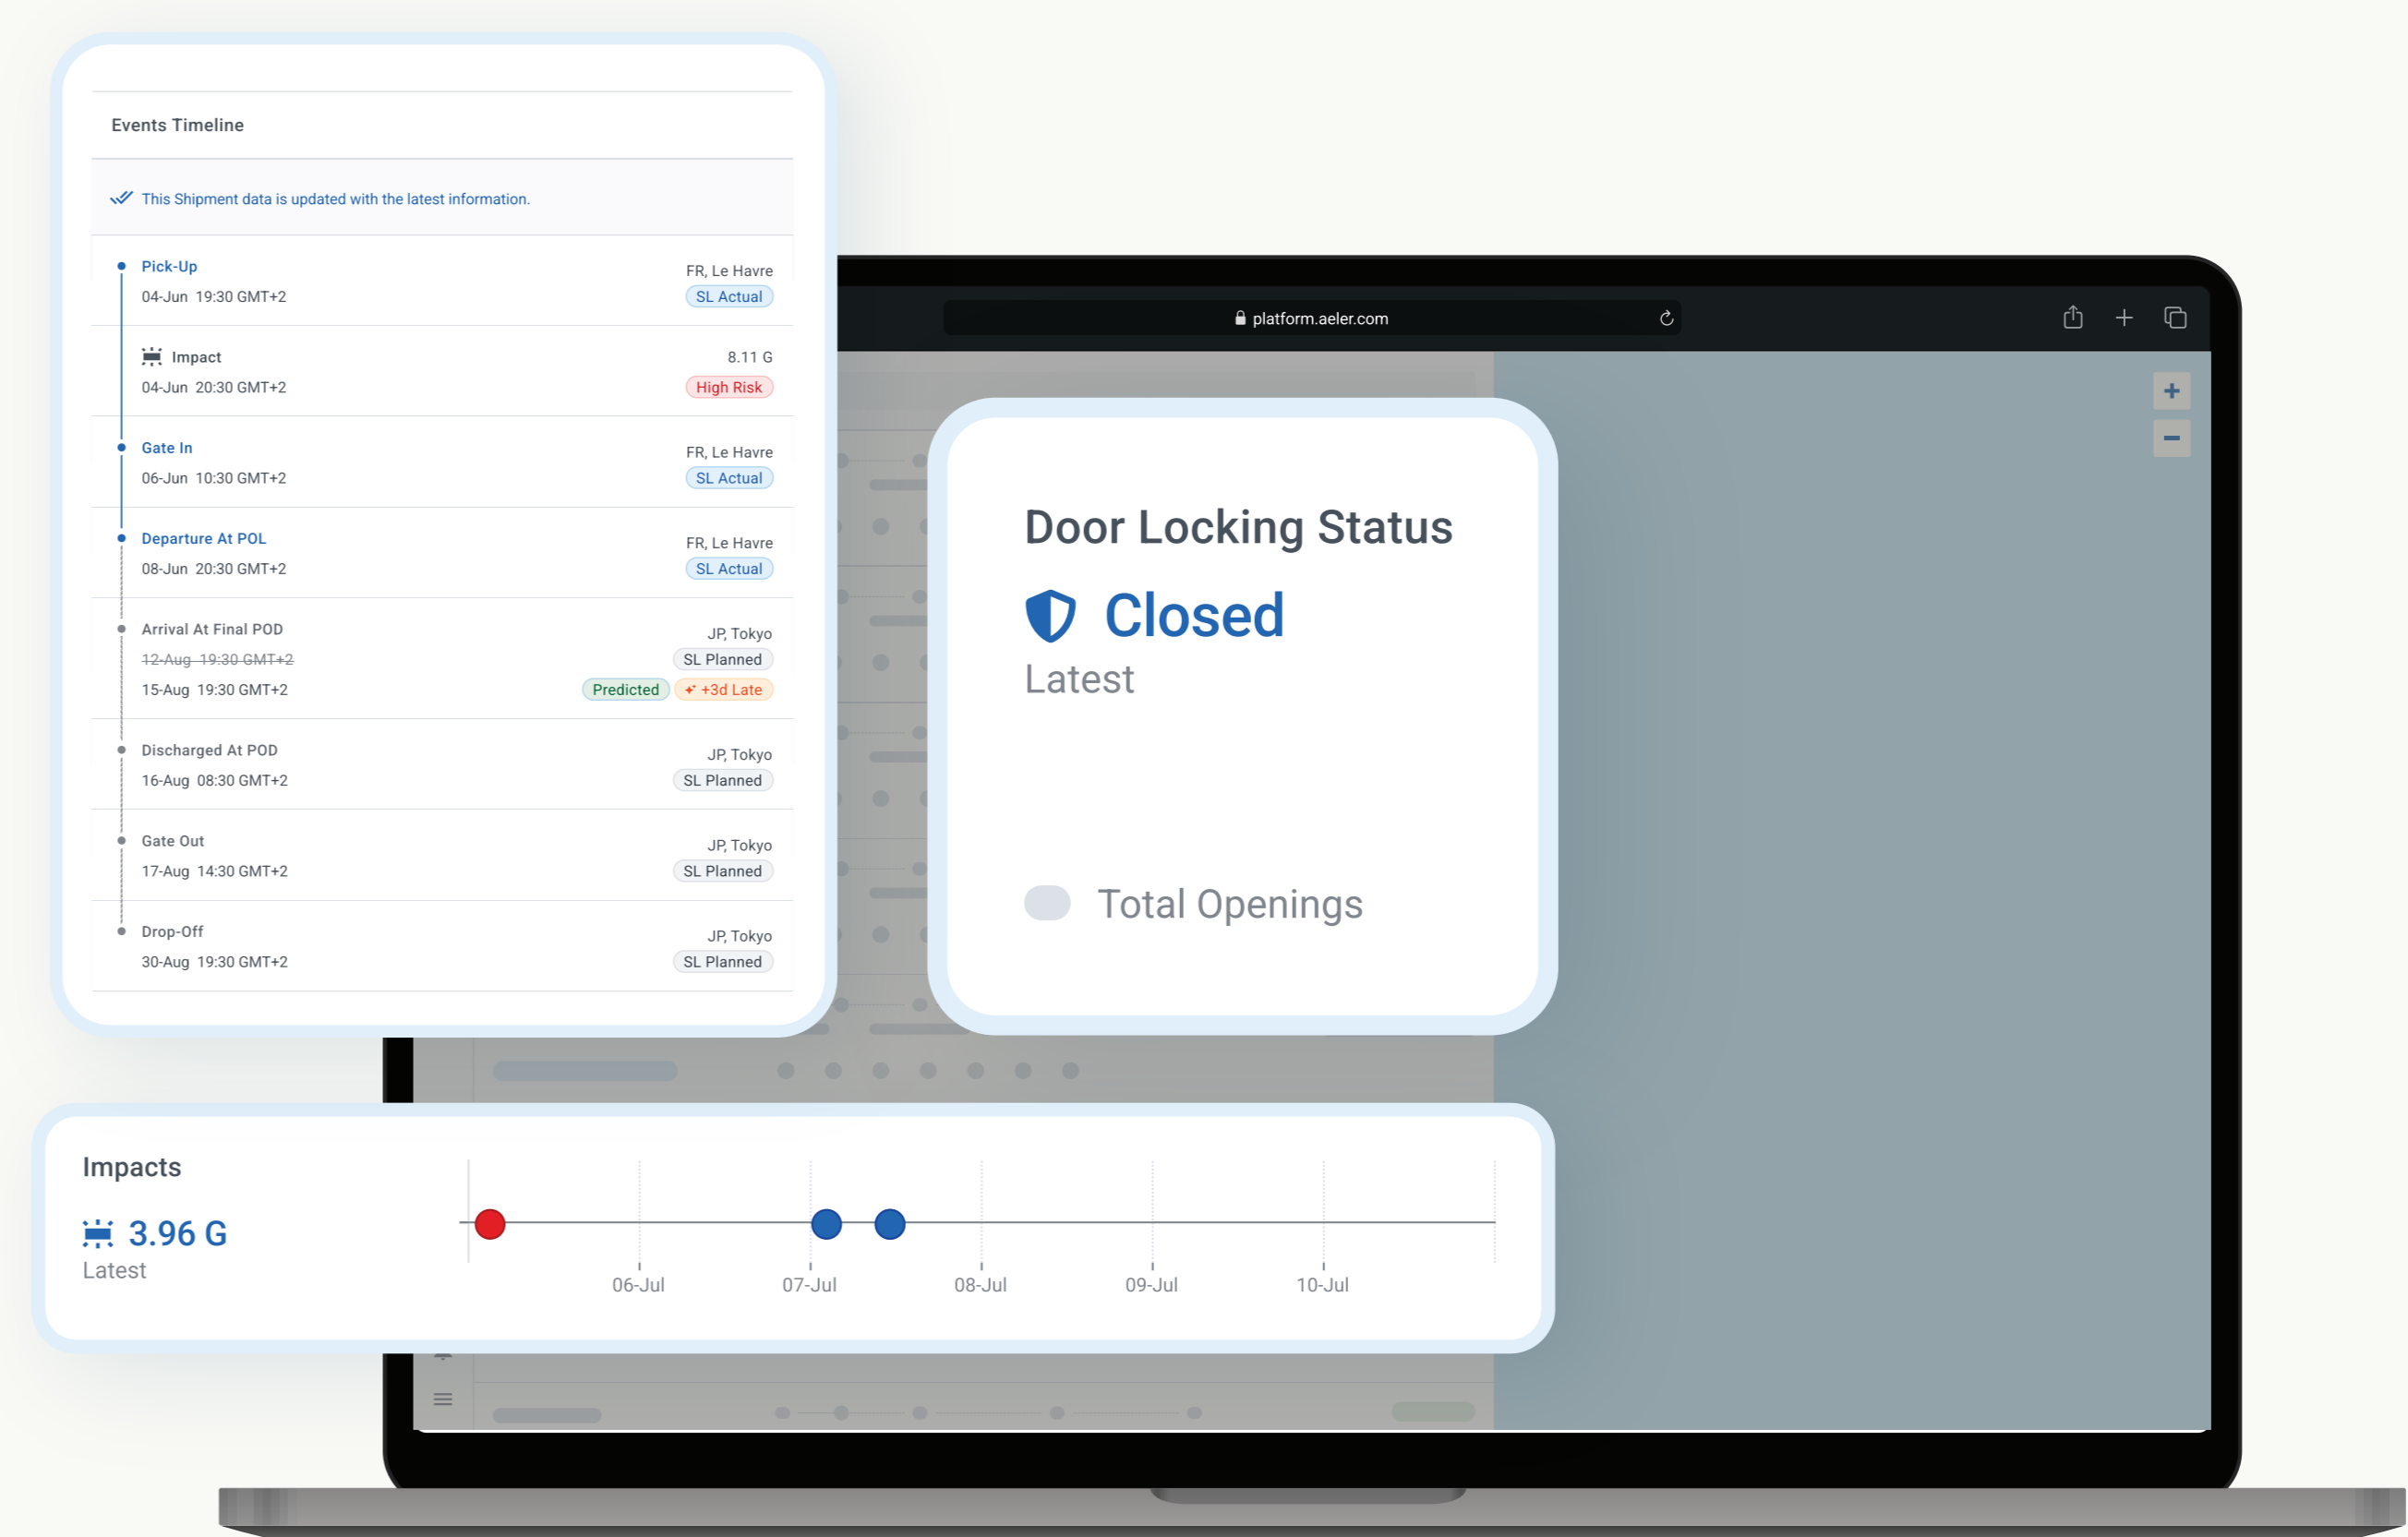 Events Timeline
This Shipment data is updated with the latest information.
Pick-Up
FR, Le Havre
04-Jun 19:30 GMT+2
SL Actual
Impact
8.11 G
04-Jun 20:30 GMT+2
High Risk
Gate In
FR, Le Havre
06-Jun 10:30 GMT+2
SL Actual
Departure At POL
FR, Le Havre
08-Jun 20:30 GMT+2
SL Actual
Arrival At Final POD
JP, Tokyo
12-Aug 19:30 GMT+2
SL Planned
15-Aug 19:30 GMT+2
Predicted
+3d Late
Discharged At POD
JP, Tokyo
16-Aug 08:30 GMT+2
SL Planned
Gate Out
JP, Tokyo
17-Aug 14:30 GMT+2
SL Planned
Drop-Off
JP, Tokyo
30-Aug 19:30 GMT+2
SL Planned
platform.aeler.com
Door Locking Status
Closed
Latest
Total Openings
Impacts
3.96 G
Latest
06-Jul
07-Jul
08-Jul
09-Jul
10-Jul